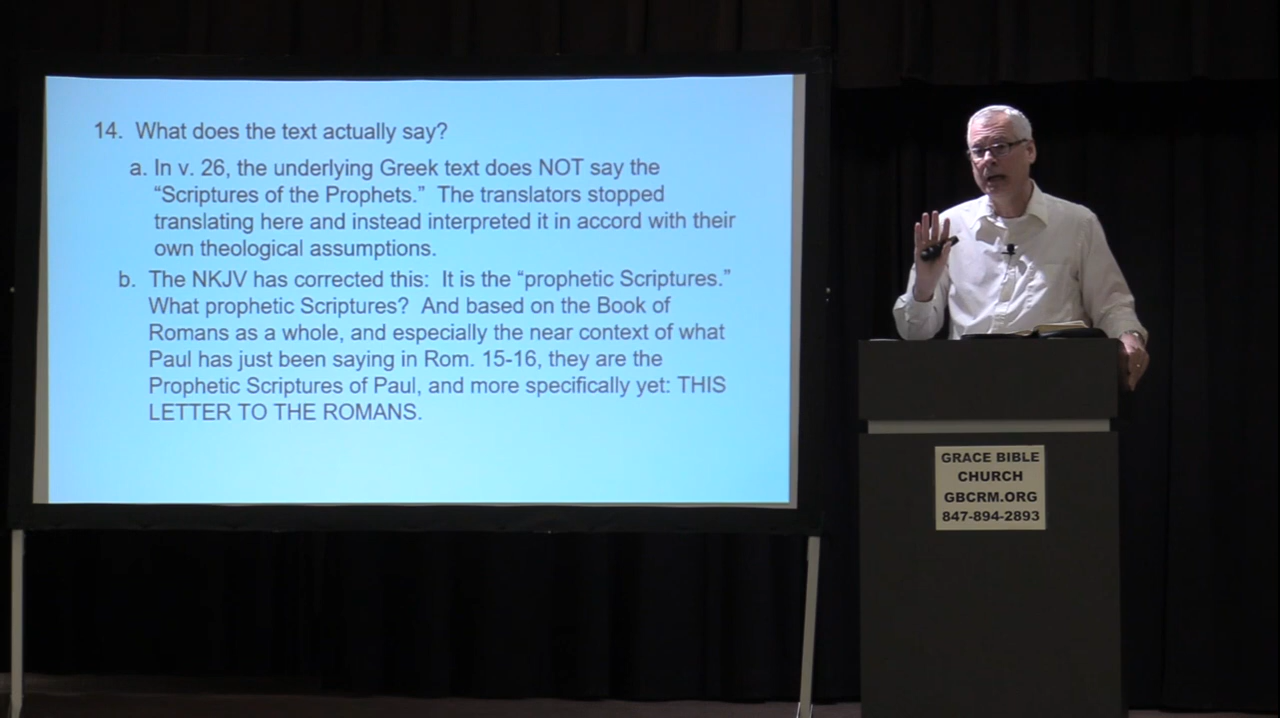 14. What does the text actually say?
a. In v. 26, the underlying Greek text does NOT say the
“Scriptures of the Prophets.” The translators stopped
translating here and instead interpreted it in accord with their
own theological assumptions.
b. The NKJV has corrected this: It is the “prophetic Scriptures.”
What prophetic Scriptures? And based on the Book of
Romans as a whole, and especially the near context of what
Paul has just been saying in Rom. 15-16, they are the
Prophetic Scriptures of Paul, and more specifically yet: THIS
LETTER TO THE ROMANS.
GRACE BIBLE
CHURCH
GBCRM.ORG
847-894-2893